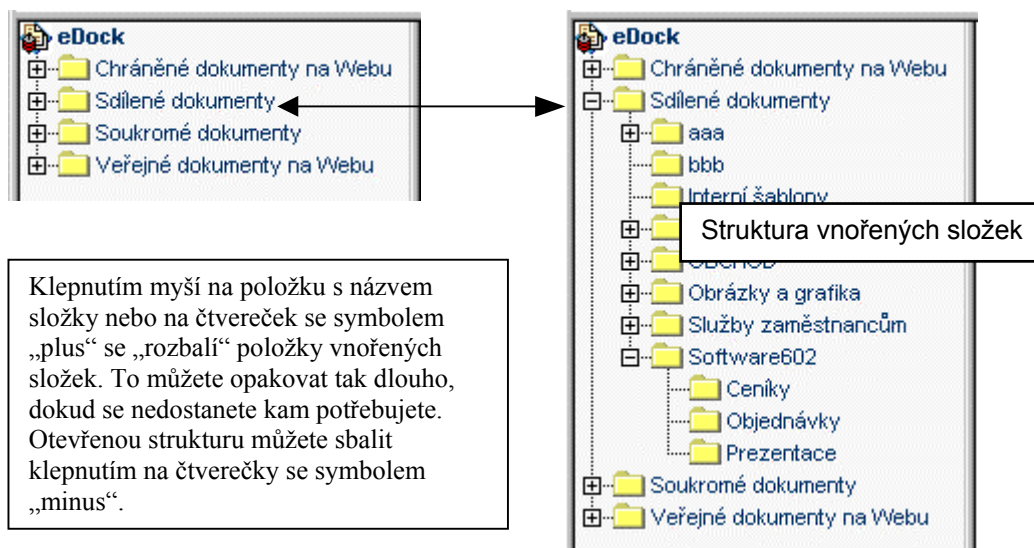 eDock
Chráněné dokumenty na Webu
Sdílené dokumenty
Soukromé dokumenty
Veřejné dokumenty na Webu
Klepnutím myší na položku s názvem
složky nebo na čtvereček se symbolem
„plus“ se „rozbalí“ položky vnořených
složek. To můžete opakovat tak dlouho,
dokud se nedostanete kam potřebujete.
Otevřenou strukturu můžete sbalit
klepnutím na čtverečky se symbolem
„minus“.
eDock
Chráněné dokumenty na Webu
Sdílené dokumenty
aaa
bbb
Interní šablony
Struktura vnořených složek
OBCHOD
Obrázky a grafika
Služby zaměstnancům
Software602
Ceníky
Objednávky
Prezentace
Soukromé dokumenty
Veřejné dokumenty na Webu